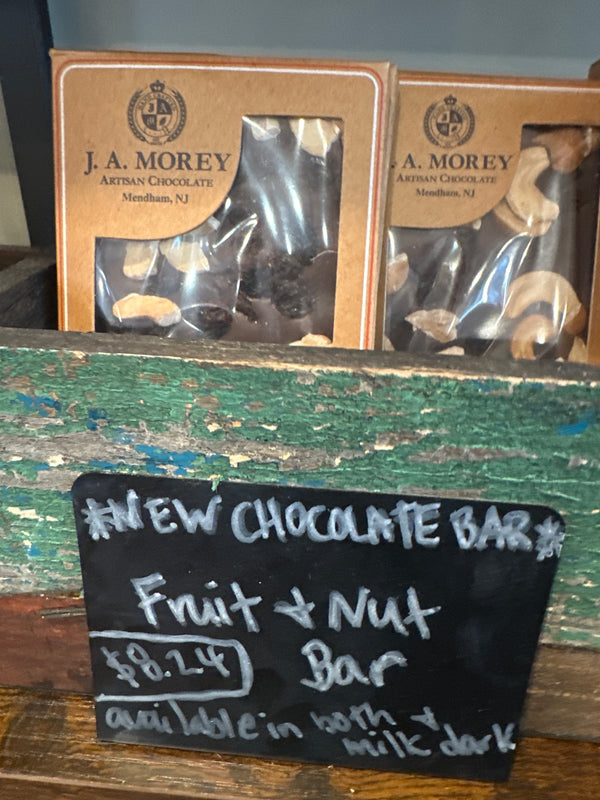 J. A. MOREY
ARTISAN CHOCOLATE
Mendham, NJ
. A. MOREY
ARTISAN CHOCOLATE
Mendham, NJ
*NEW CHOCOLATE BAR*
Fruit & Nut
$8.24 Bar
available in both &
milk dark